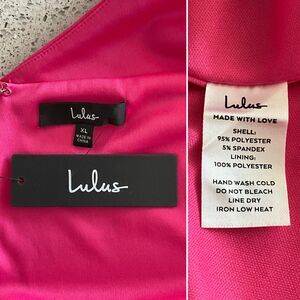 Lulus
XL
MADE IN
CHINA
Lulus
Lulus
MADE WITH LOVE
SHELL:
95% POLYESTER
5% SPANDEX
LINING:
100% POLYESTER
HAND WASH COLD
DO NOT BLEACH
LINE DRY
IRON LOW HEAT